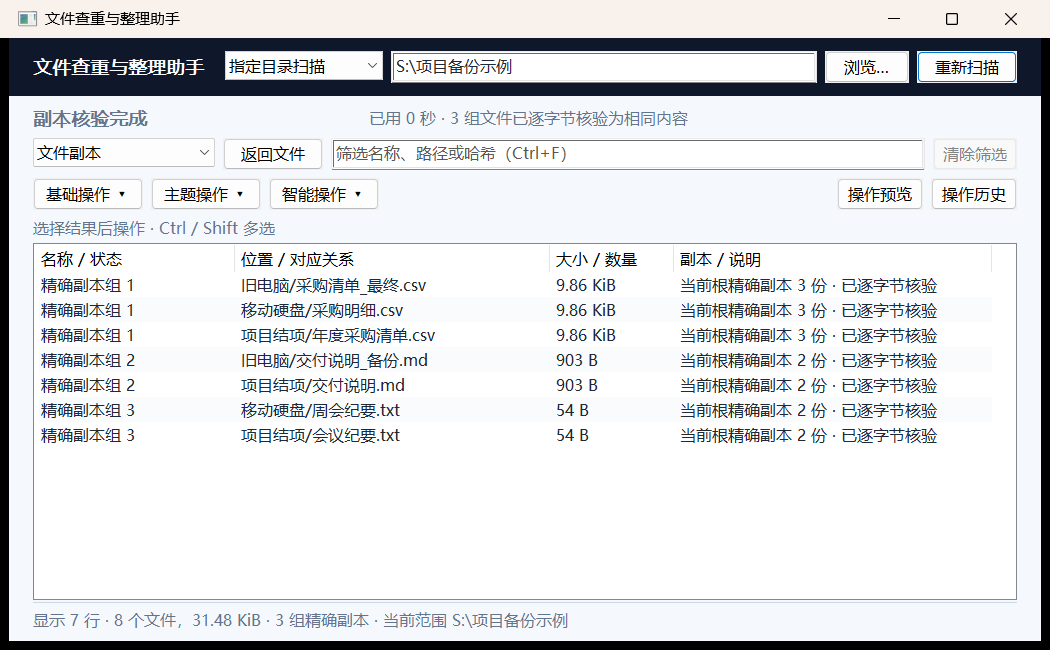 文件查重与整理助手
文件查重与整理助手 指定目录扫描 S:\项目备份示例 浏览... 重新扫描
副本核验完成 已用 0 秒 · 3 组文件已逐字节核验为相同内容
文件副本 返回文件 筛选名称、路径或哈希（Ctrl+F） 清除筛选
基础操作 ▼ 主题操作 ▼ 智能操作 ▼ 操作预览 操作历史
选择结果后操作 · Ctrl / Shift 多选
名称 / 状态 位置 / 对应关系 大小 / 数量 副本 / 说明
精确副本组 1 旧电脑/采购清单_最终.csv 9.86 KiB 当前根精确副本 3 份 · 已逐字节核验
精确副本组 1 移动硬盘/采购明细.csv 9.86 KiB 当前根精确副本 3 份 · 已逐字节核验
精确副本组 1 项目结项/年度采购清单.csv 9.86 KiB 当前根精确副本 3 份 · 已逐字节核验
精确副本组 2 旧电脑/交付说明_备份.md 903 B 当前根精确副本 2 份 · 已逐字节核验
精确副本组 2 项目结项/交付说明.md 903 B 当前根精确副本 2 份 · 已逐字节核验
精确副本组 3 移动硬盘/周会纪要.txt 54 B 当前根精确副本 2 份 · 已逐字节核验
精确副本组 3 项目结项/会议纪要.txt 54 B 当前根精确副本 2 份 · 已逐字节核验
显示 7 行 · 8 个文件，31.48 KiB · 3 组精确副本 · 当前范围 S:\项目备份示例